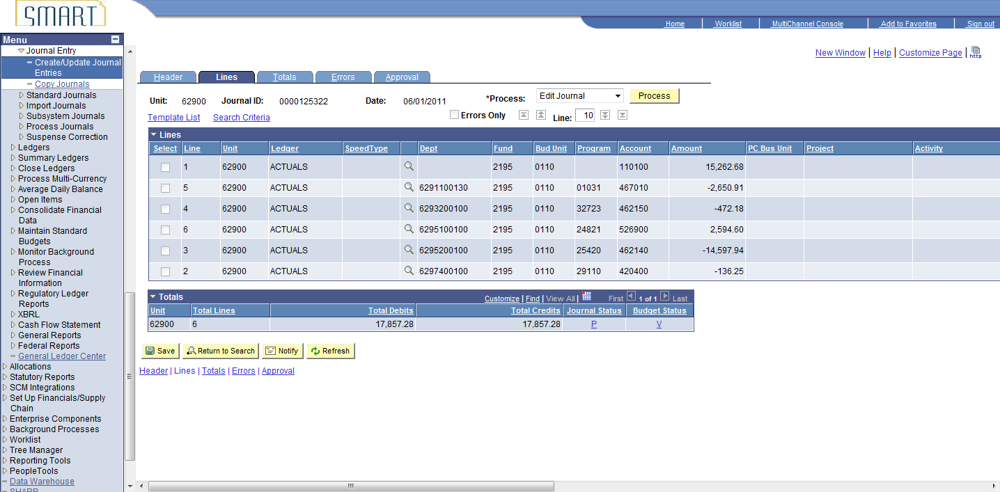 SMART
Home Worklist MultiChannel Console Add to Favorites Sign out
Menu
Journal Entry
Create/Update Journal
Entries
Copy Journals
Standard Journals
Import Journals
Subsystem Journals
Process Journals
Suspense Correction
Ledgers
Summary Ledgers
Close Ledgers
Process Multi-Currency
Average Daily Balance
Open Items
Consolidate Financial
Data
Maintain Standard
Budgets
Monitor Background
Process
Review Financial
Information
Regulatory Ledger
Reports
XBRL
Cash Flow Statement
General Reports
Federal Reports
General Ledger Center
Allocations
Statutory Reports
SCM Integrations
Set Up Financials/Supply
Chain
Enterprise Components
Background Processes
Worklist
Tree Manager
Reporting Tools
PeopleTools
Data Warehouse
SHARP
New Window | Help | Customize Page | http
Header Lines Totals Errors Approval
Unit: 62900 Journal ID: 0000125322 Date: 06/01/2011 *Process: Edit Journal Process
Template List Search Criteria Errors Only Line: 10
Lines
Select Line Unit Ledger SpeedType Dept Fund Bud Unit Program Account Amount PC Bus Unit Project Activity
1 62900 ACTUALS 2195 0110 110100 15,262.68
5 62900 ACTUALS 6291100130 2195 0110 01031 467010 -2,650.91
4 62900 ACTUALS 6293200100 2195 0110 32723 462150 -472.18
6 62900 ACTUALS 6295100100 2195 0110 24821 526900 2,594.60
3 62900 ACTUALS 6295200100 2195 0110 25420 462140 -14,597.94
2 62900 ACTUALS 6297400100 2195 0110 29110 420400 -136.25
Totals Customize | Find | View All | First 1 of 1 Last
Unit Total Lines Total Debits Total Credits Journal Status Budget Status
62900 6 17,857.28 17,857.28 P V
Save Return to Search Notify Refresh
Header | Lines | Totals | Errors | Approval